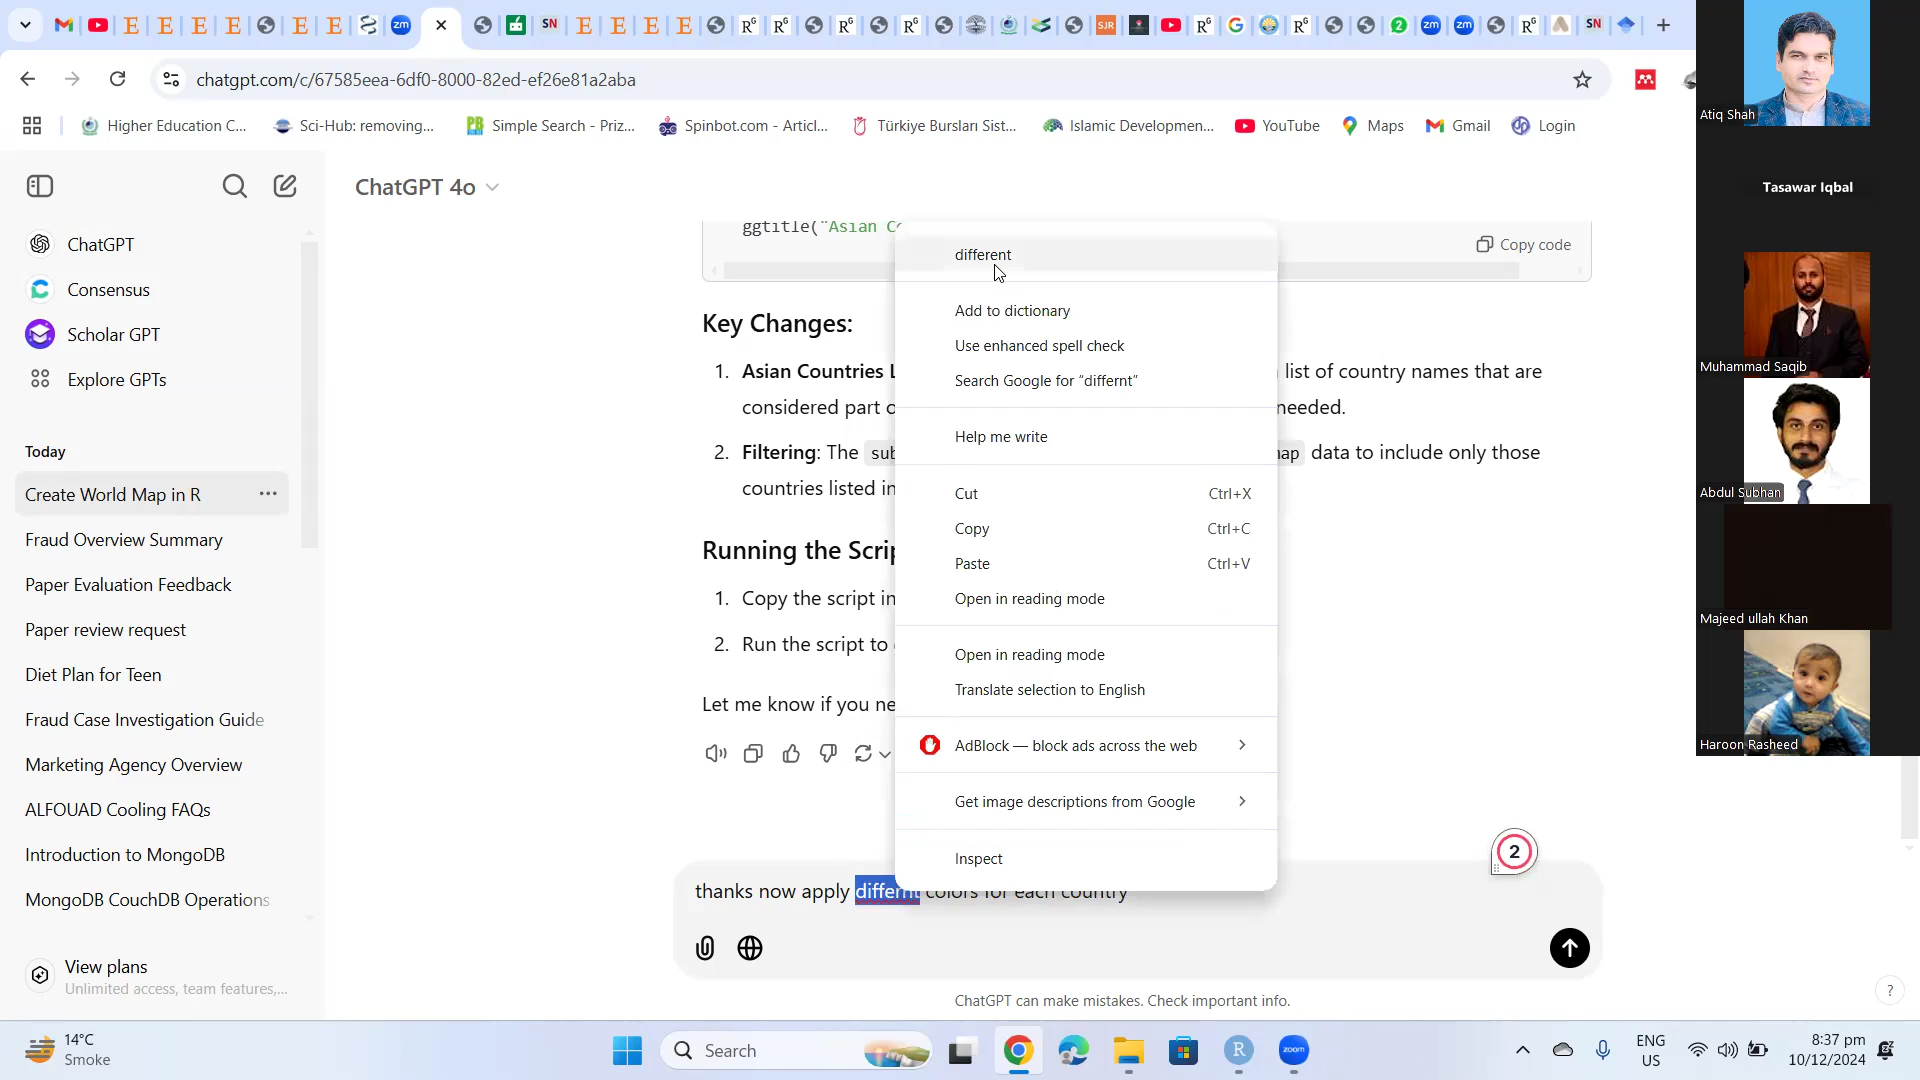 chatgpt.com/c/67585eea-6df0-8000-82ed-ef26e81a2aba
Higher Education C...
Sci-Hub: removing...
Simple Search - Priz...
Spinbot.com - Articl...
Türkiye Bursları Sist...
Islamic Developmen...
YouTube
Maps
Gmail
Login
ChatGPT 4o
ChatGPT
Consensus
Scholar GPT
Explore GPTs
Today
Create World Map in R
Fraud Overview Summary
Paper Evaluation Feedback
Paper review request
Diet Plan for Teen
Fraud Case Investigation Guide
Marketing Agency Overview
ALFOUAD Cooling FAQs
Introduction to MongoDB
MongoDB CouchDB Operations
View plans
Unlimited access, team features,...
ggtitle("Asian Co
Copy code
Key Changes:
1. Asian Countries L list of country names that are
considered part o needed.
2. Filtering: The sub map data to include only those
countries listed in
Running the Scrip
1. Copy the script in
2. Run the script to
Let me know if you ne
different
Add to dictionary
Use enhanced spell check
Search Google for “differnt”
Help me write
Cut Ctrl+X
Copy Ctrl+C
Paste Ctrl+V
Open in reading mode
Open in reading mode
Translate selection to English
AdBlock — block ads across the web
Get image descriptions from Google
Inspect
2
thanks now apply differnt colors for each country
ChatGPT can make mistakes. Check important info.
?
Atiq Shah
Tasawar Iqbal
Muhammad Saqib
Abdul Subhan
Majeed ullah Khan
Haroon Rasheed
14°C
Smoke
Search
zoom
ENG
US
8:37 pm
10/12/2024